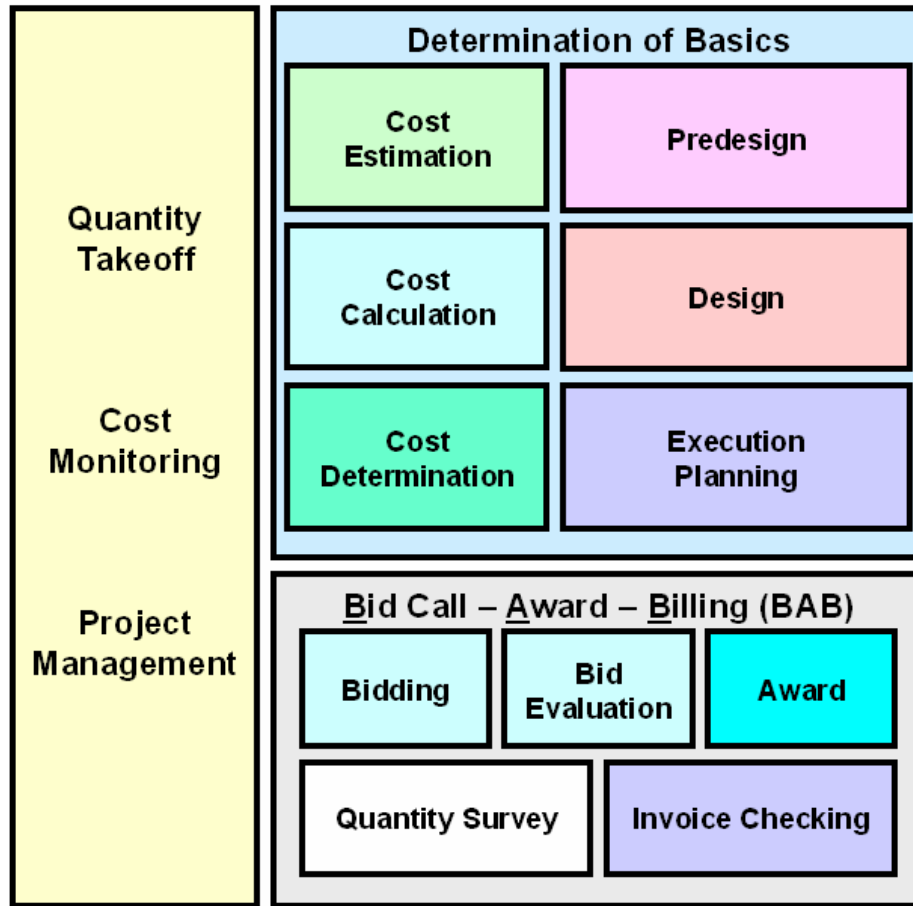 Quantity
Takeoff
Cost
Monitoring
Project
Management
Determination of Basics
Cost
Estimation
Predesign
Cost
Calculation
Design
Cost
Determination
Execution
Planning
Bid Call – Award – Billing (BAB)
Bidding
Bid
Evaluation
Award
Quantity Survey
Invoice Checking